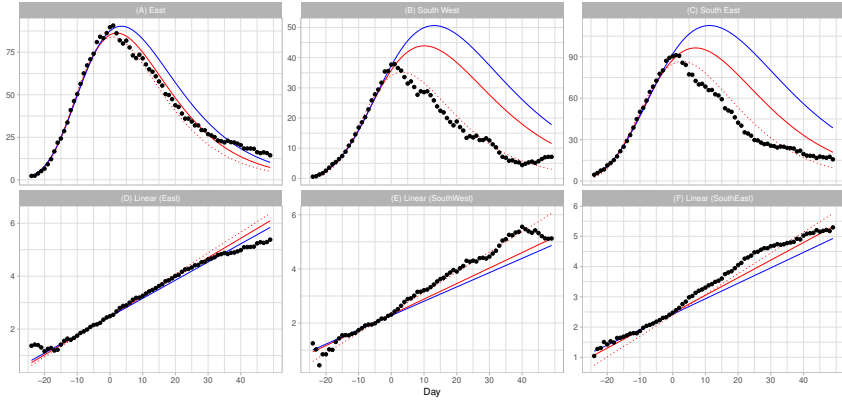 (A) East
(B) South West
(C) South East
75
50
25
0
50
40
30
20
10
0
90
60
30
0
(D) Linear (East)
(E) Linear (SouthWest)
(F) Linear (SouthEast)
6
4
2
6
4
2
5
4
3
2
1
−20 −10 0 10 20 30 40
−20 −10 0 10 20 30 40
−20 −10 0 10 20 30 40
Day